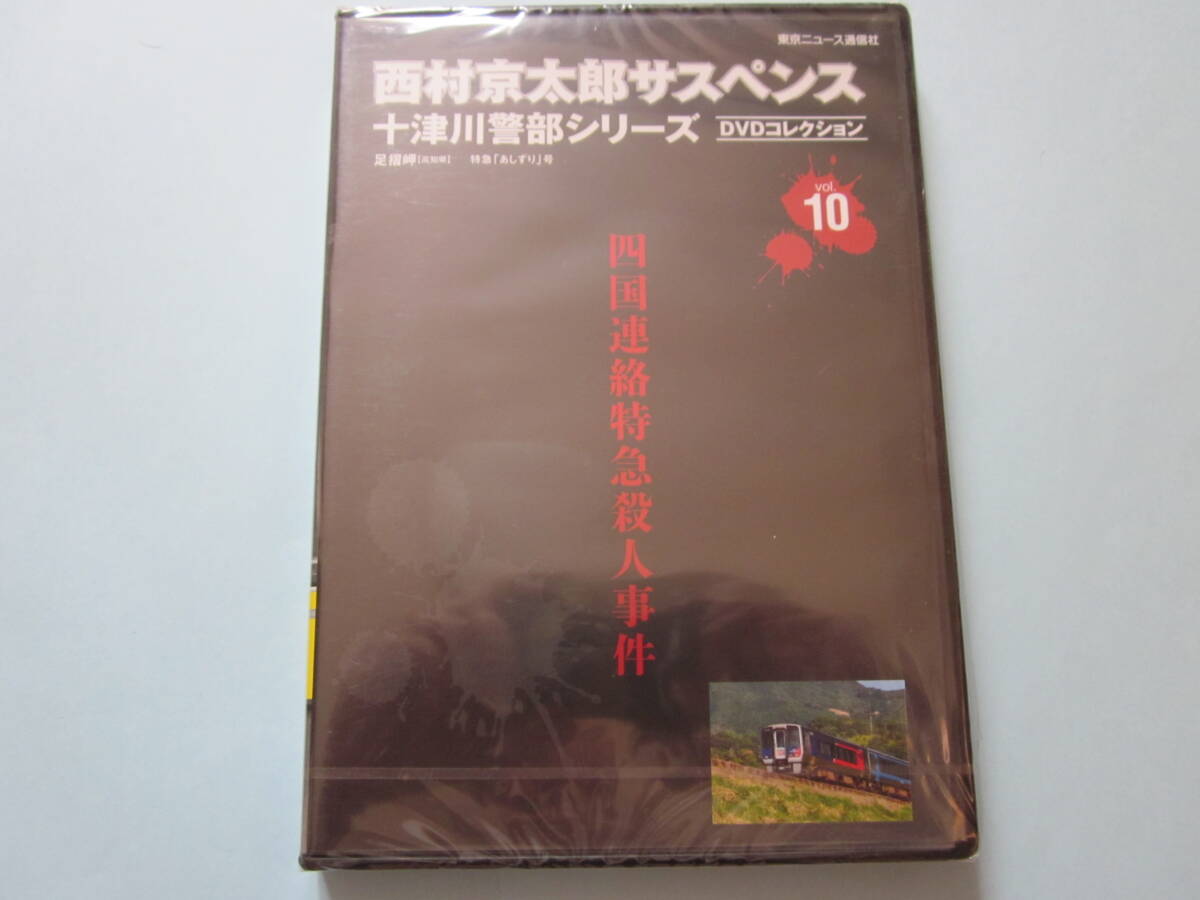 東京ニュース通信社
西村京太郎サスペンス
十津川警部シリーズ DVDコレクション
足摺岬[高知県] 特急「あしずり」号
vol.
10
四国連絡特急殺人事件